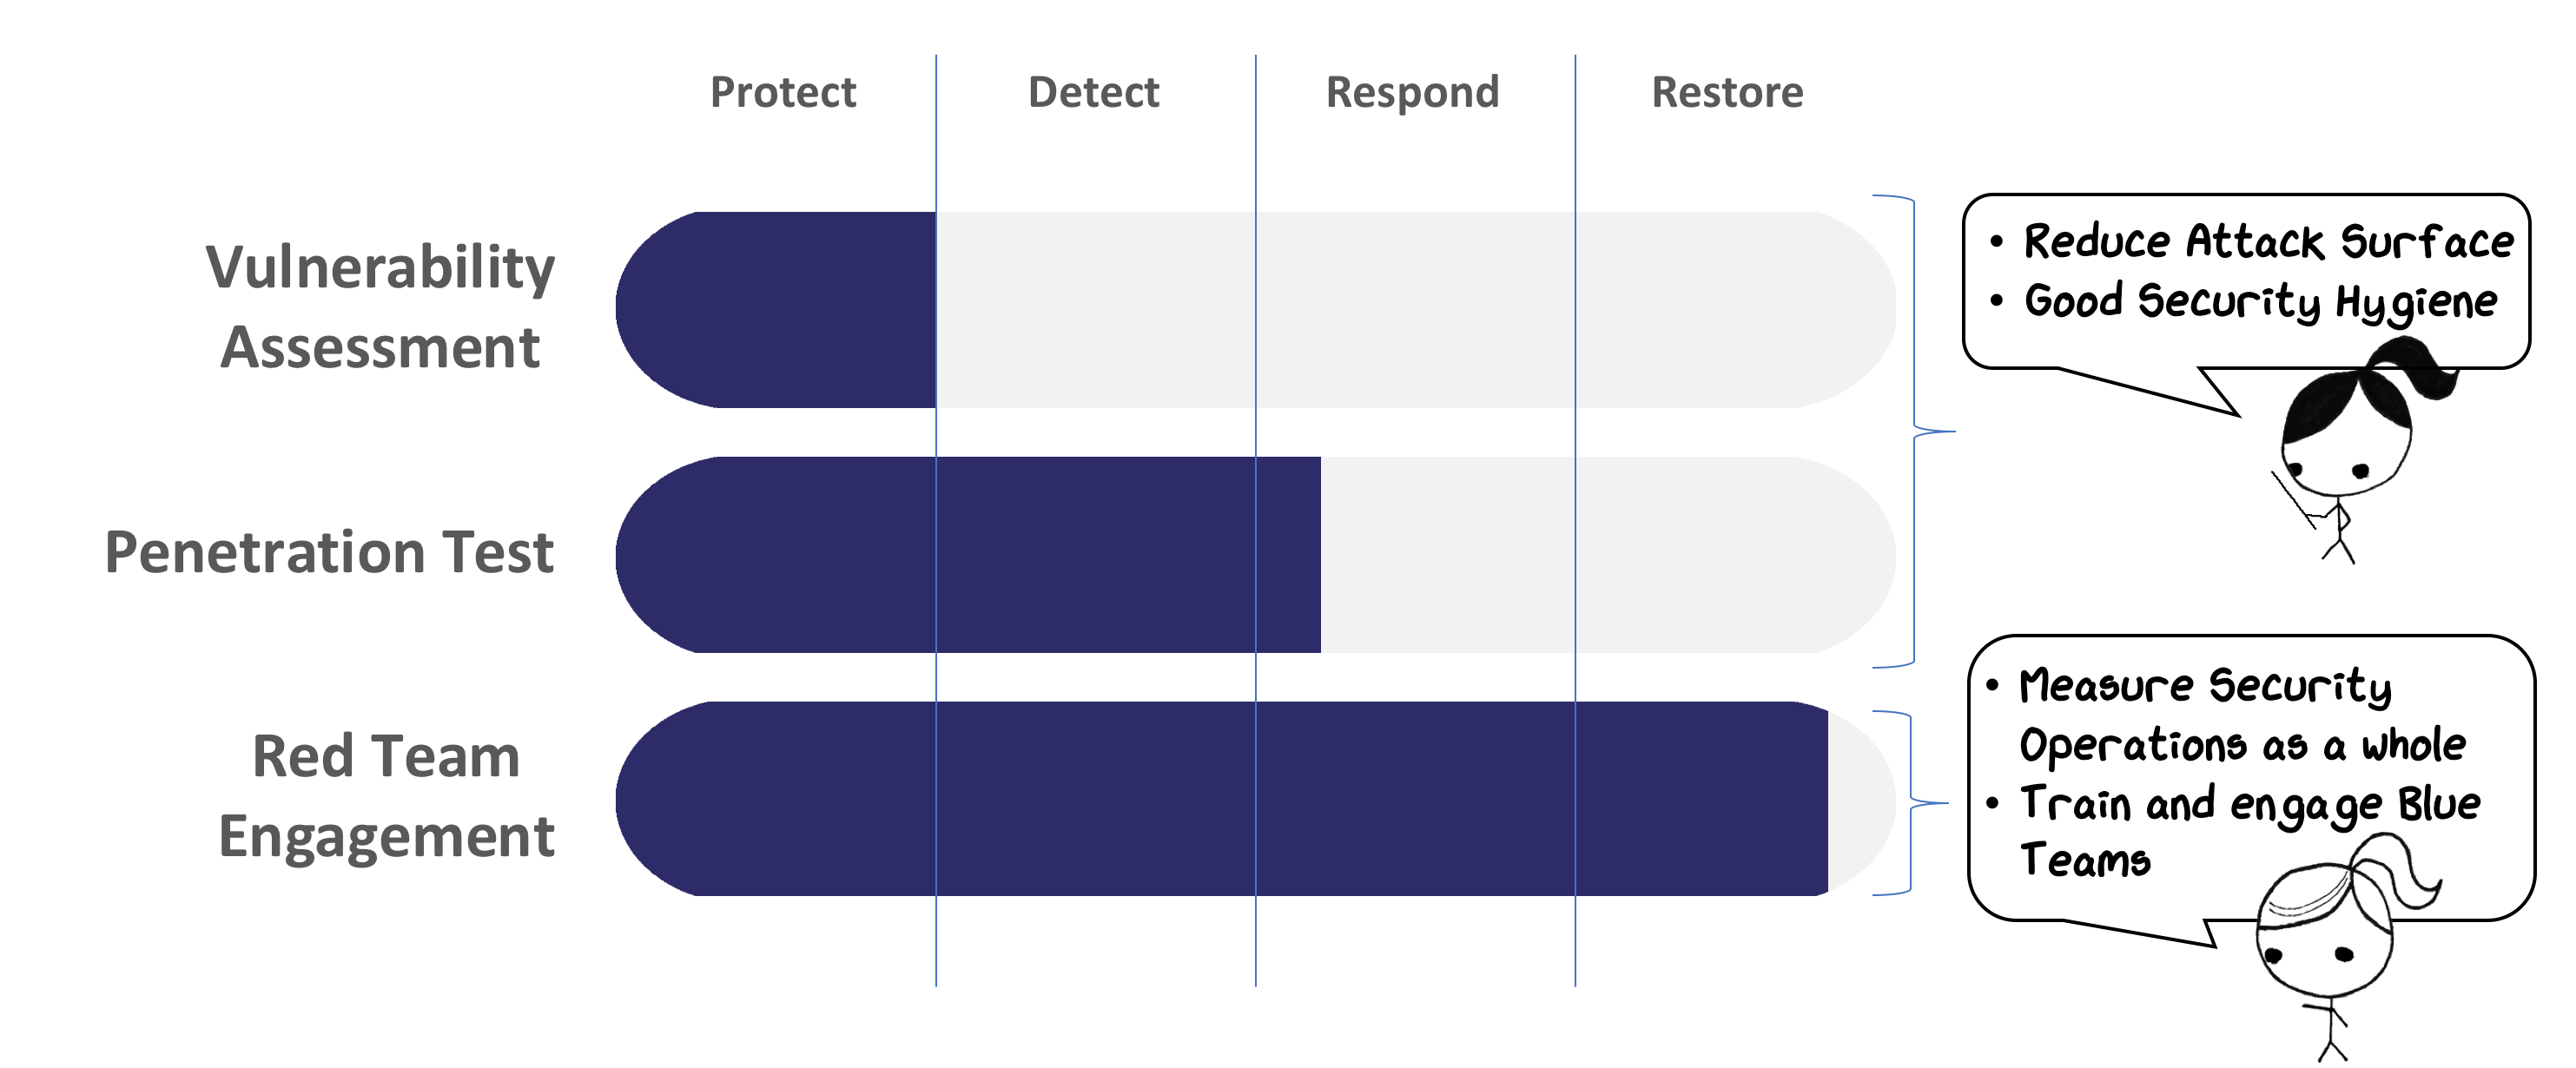 Protect
Detect
Respond
Restore
Vulnerability
Assessment
• Reduce Attack Surface
• Good Security Hygiene
Penetration Test
Red Team
Engagement
• Measure Security
Operations as a whole
• Train and engage Blue
Teams